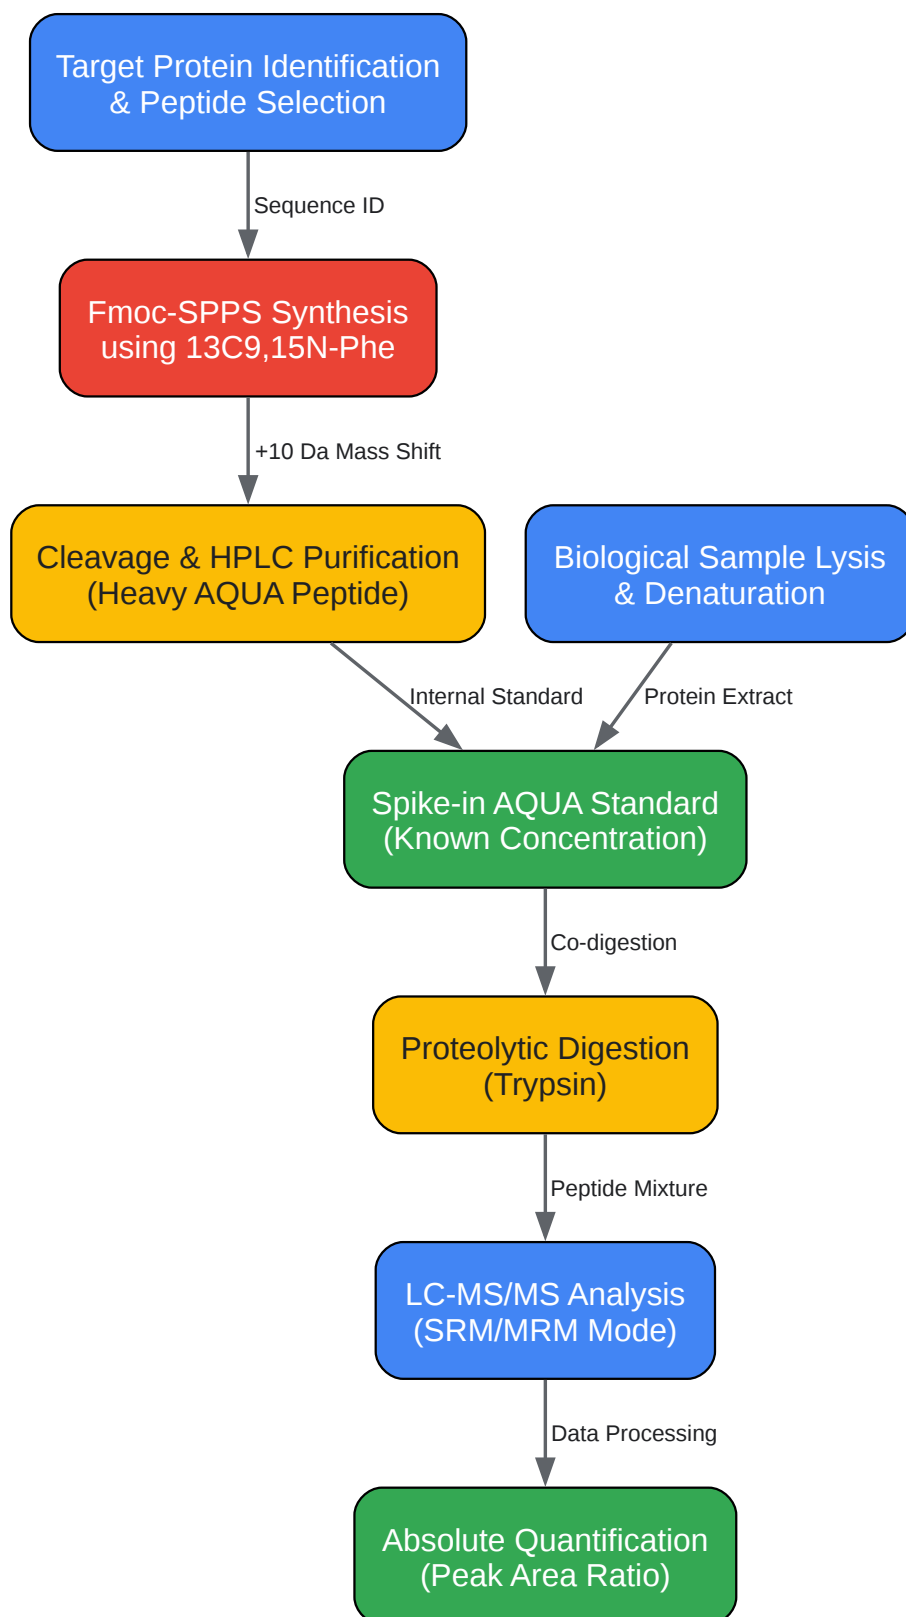 Target Protein Identification
& Peptide Selection
Sequence ID
Fmoc-SPPS Synthesis
using 13C9,15N-Phe
+10 Da Mass Shift
Cleavage & HPLC Purification
(Heavy AQUA Peptide)
Biological Sample Lysis
& Denaturation
Internal Standard
Protein Extract
Spike-in AQUA Standard
(Known Concentration)
Co-digestion
Proteolytic Digestion
(Trypsin)
Peptide Mixture
LC-MS/MS Analysis
(SRM/MRM Mode)
Data Processing
Absolute Quantification
(Peak Area Ratio)